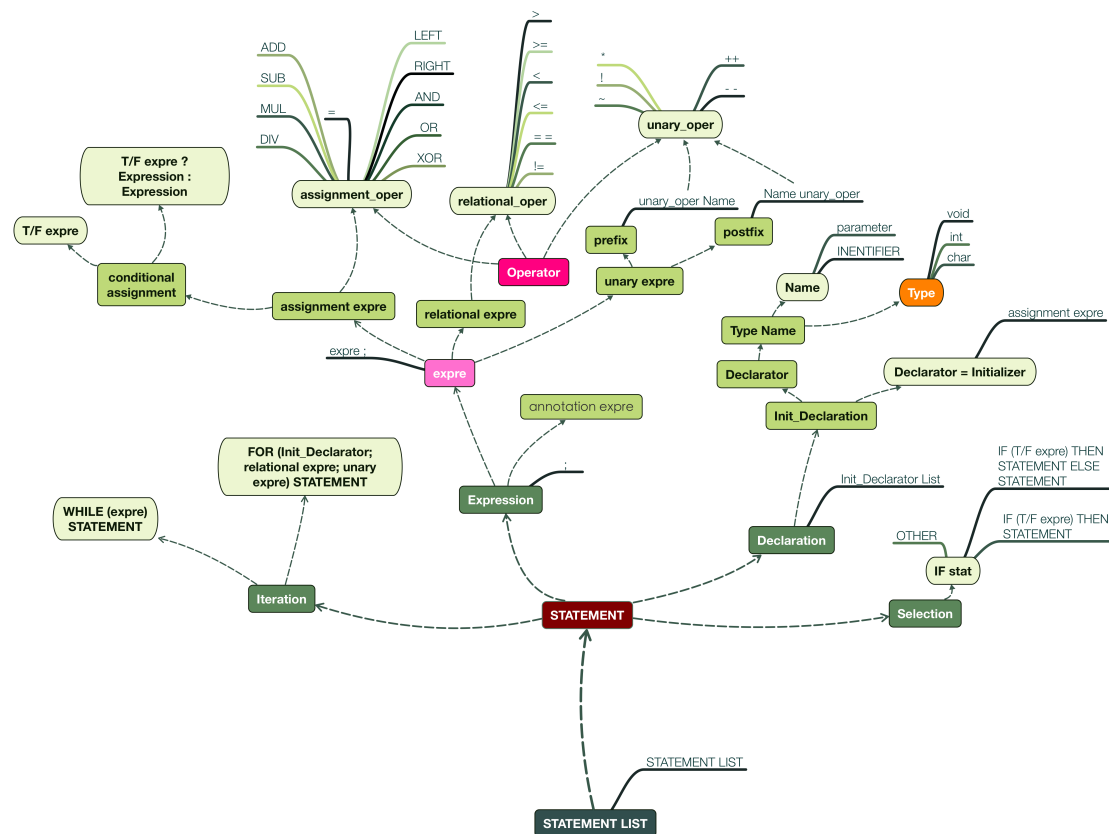 >
LEFT
ADD
>=
++
*
RIGHT
SUB
!
<
- -
AND
MUL
<=
~
=
unary_oper
OR
DIV
= =
XOR
!=
T/F expre ?
Expression :
Expression
assignment_oper
relational_oper
Name unary_oper
unary_oper Name
void
T/F expre
prefix
postfix
parameter
int
INENTIFIER
char
conditional
assignment
Operator
unary expre
Name
Type
assignment expre
relational expre
Type Name
assignment expre
expre ;
expre
Declarator
Declarator = Initializer
annotation expre
Init_Declaration
FOR (Init_Declarator;
relational expre; unary
expre) STATEMENT
IF (T/F expre) THEN
STATEMENT ELSE
STATEMENT
;
Init_Declarator List
Expression
WHILE (expre)
STATEMENT
IF (T/F expre) THEN
STATEMENT
OTHER
Declaration
IF stat
Iteration
STATEMENT
Selection
STATEMENT LIST
STATEMENT LIST